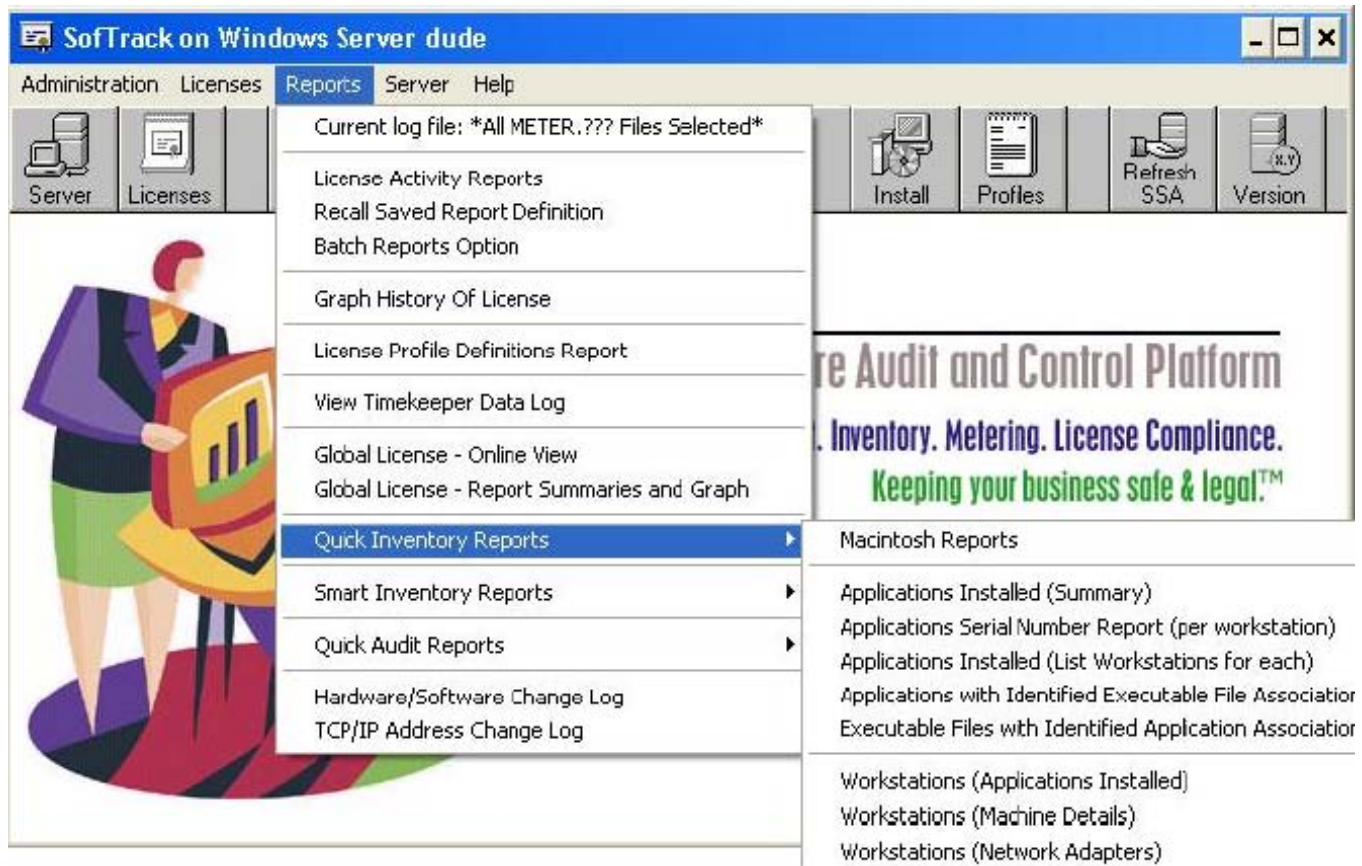 SofTrack on Windows Server dude
Administration Licenses Reports Server Help
Server
Licenses
Install
Profiles
Refresh SSA
(X.Y)
Version
Current log file: *All METER.??? Files Selected*
License Activity Reports
Recall Saved Report Definition
Batch Reports Option
Graph History Of License
License Profile Definitions Report
View Timekeeper Data Log
Global License - Online View
Global License - Report Summaries and Graph
Quick Inventory Reports
Smart Inventory Reports
Quick Audit Reports
Hardware/Software Change Log
TCP/IP Address Change Log
re Audit and Control Platform
. Inventory. Metering. License Compliance.
Keeping your business safe & legal.™
Macintosh Reports
Applications Installed (Summary)
Applications Serial Number Report (per workstation)
Applications Installed (List Workstations for each)
Applications with Identified Executable File Association
Executable Files with Identified Application Association
Workstations (Applications Installed)
Workstations (Machine Details)
Workstations (Network Adapters)